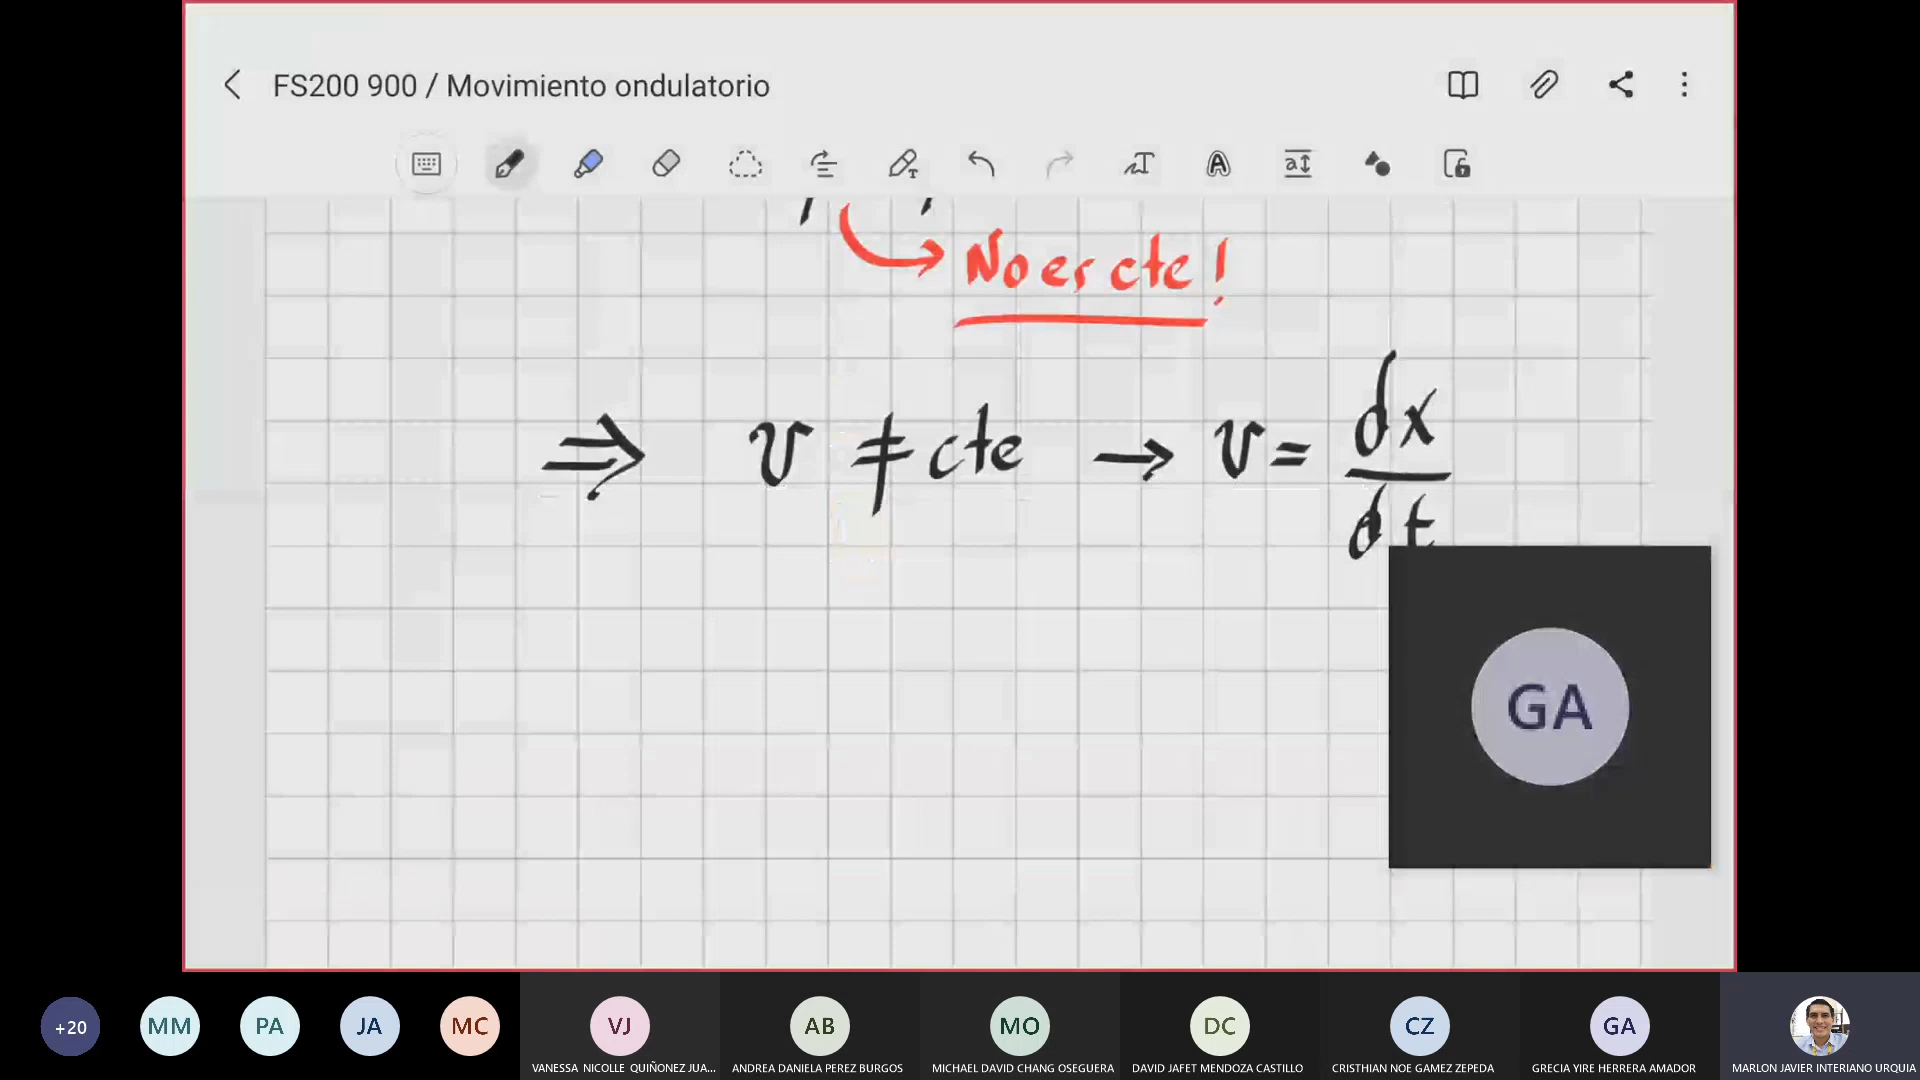 FS200 900 / Movimiento ondulatorio
No es cte!
⇒ v ≠ cte → v = dx
dt
GA
+20
MM
PA
JA
MC
VJ
AB
MO
DC
CZ
GA
VANESSA NICOLLE QUIÑONEZ JUA...
ANDREA DANIELA PEREZ BURGOS
MICHAEL DAVID CHANG OSEGUERA
DAVID JAFET MENDOZA CASTILLO
CRISTHIAN NOE GAMEZ ZEPEDA
GRECIA YIRE HERRERA AMADOR
MARLON JAVIER INTERIANO URQUIA